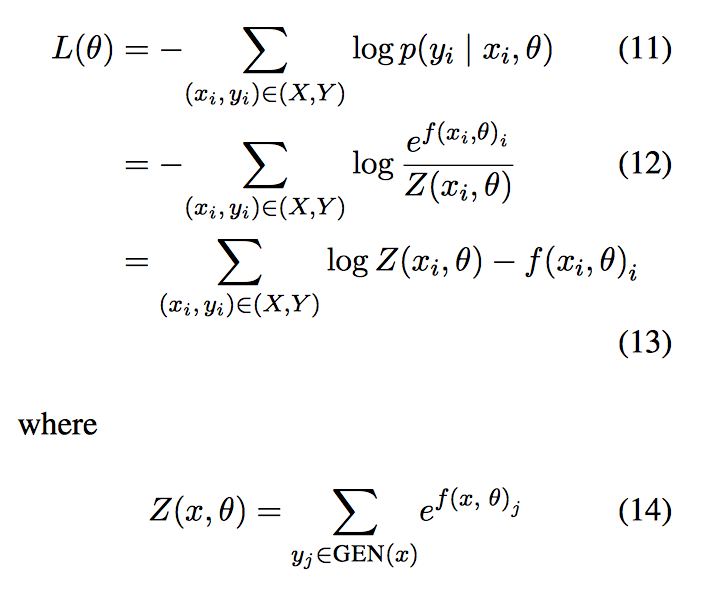 L(θ) = − ∑_{(x_i,y_i)∈(X,Y)} log p(y_i | x_i, θ) (11)
= − ∑_{(x_i,y_i)∈(X,Y)} log \frac{e^{f(x_i,θ)_i}}{Z(x_i, θ)} (12)
= ∑_{(x_i,y_i)∈(X,Y)} log Z(x_i, θ) − f(x_i, θ)_i
(13)
where
Z(x, θ) = ∑_{y_j∈GEN(x)} e^{f(x, θ)_j} (14)